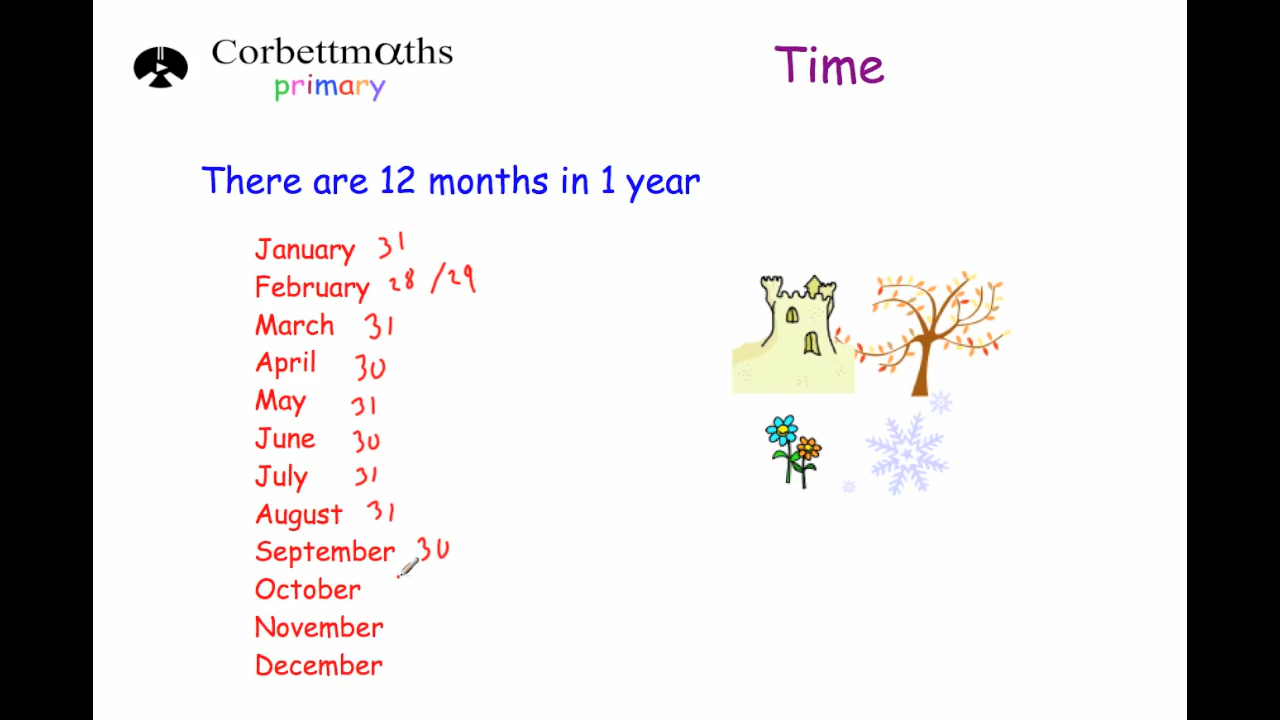 Corbettmαths
primary
Time
There are 12 months in 1 year
January 31
February 28 /29
March 31
April 30
May 31
June 30
July 31
August 31
September 30
October
November
December